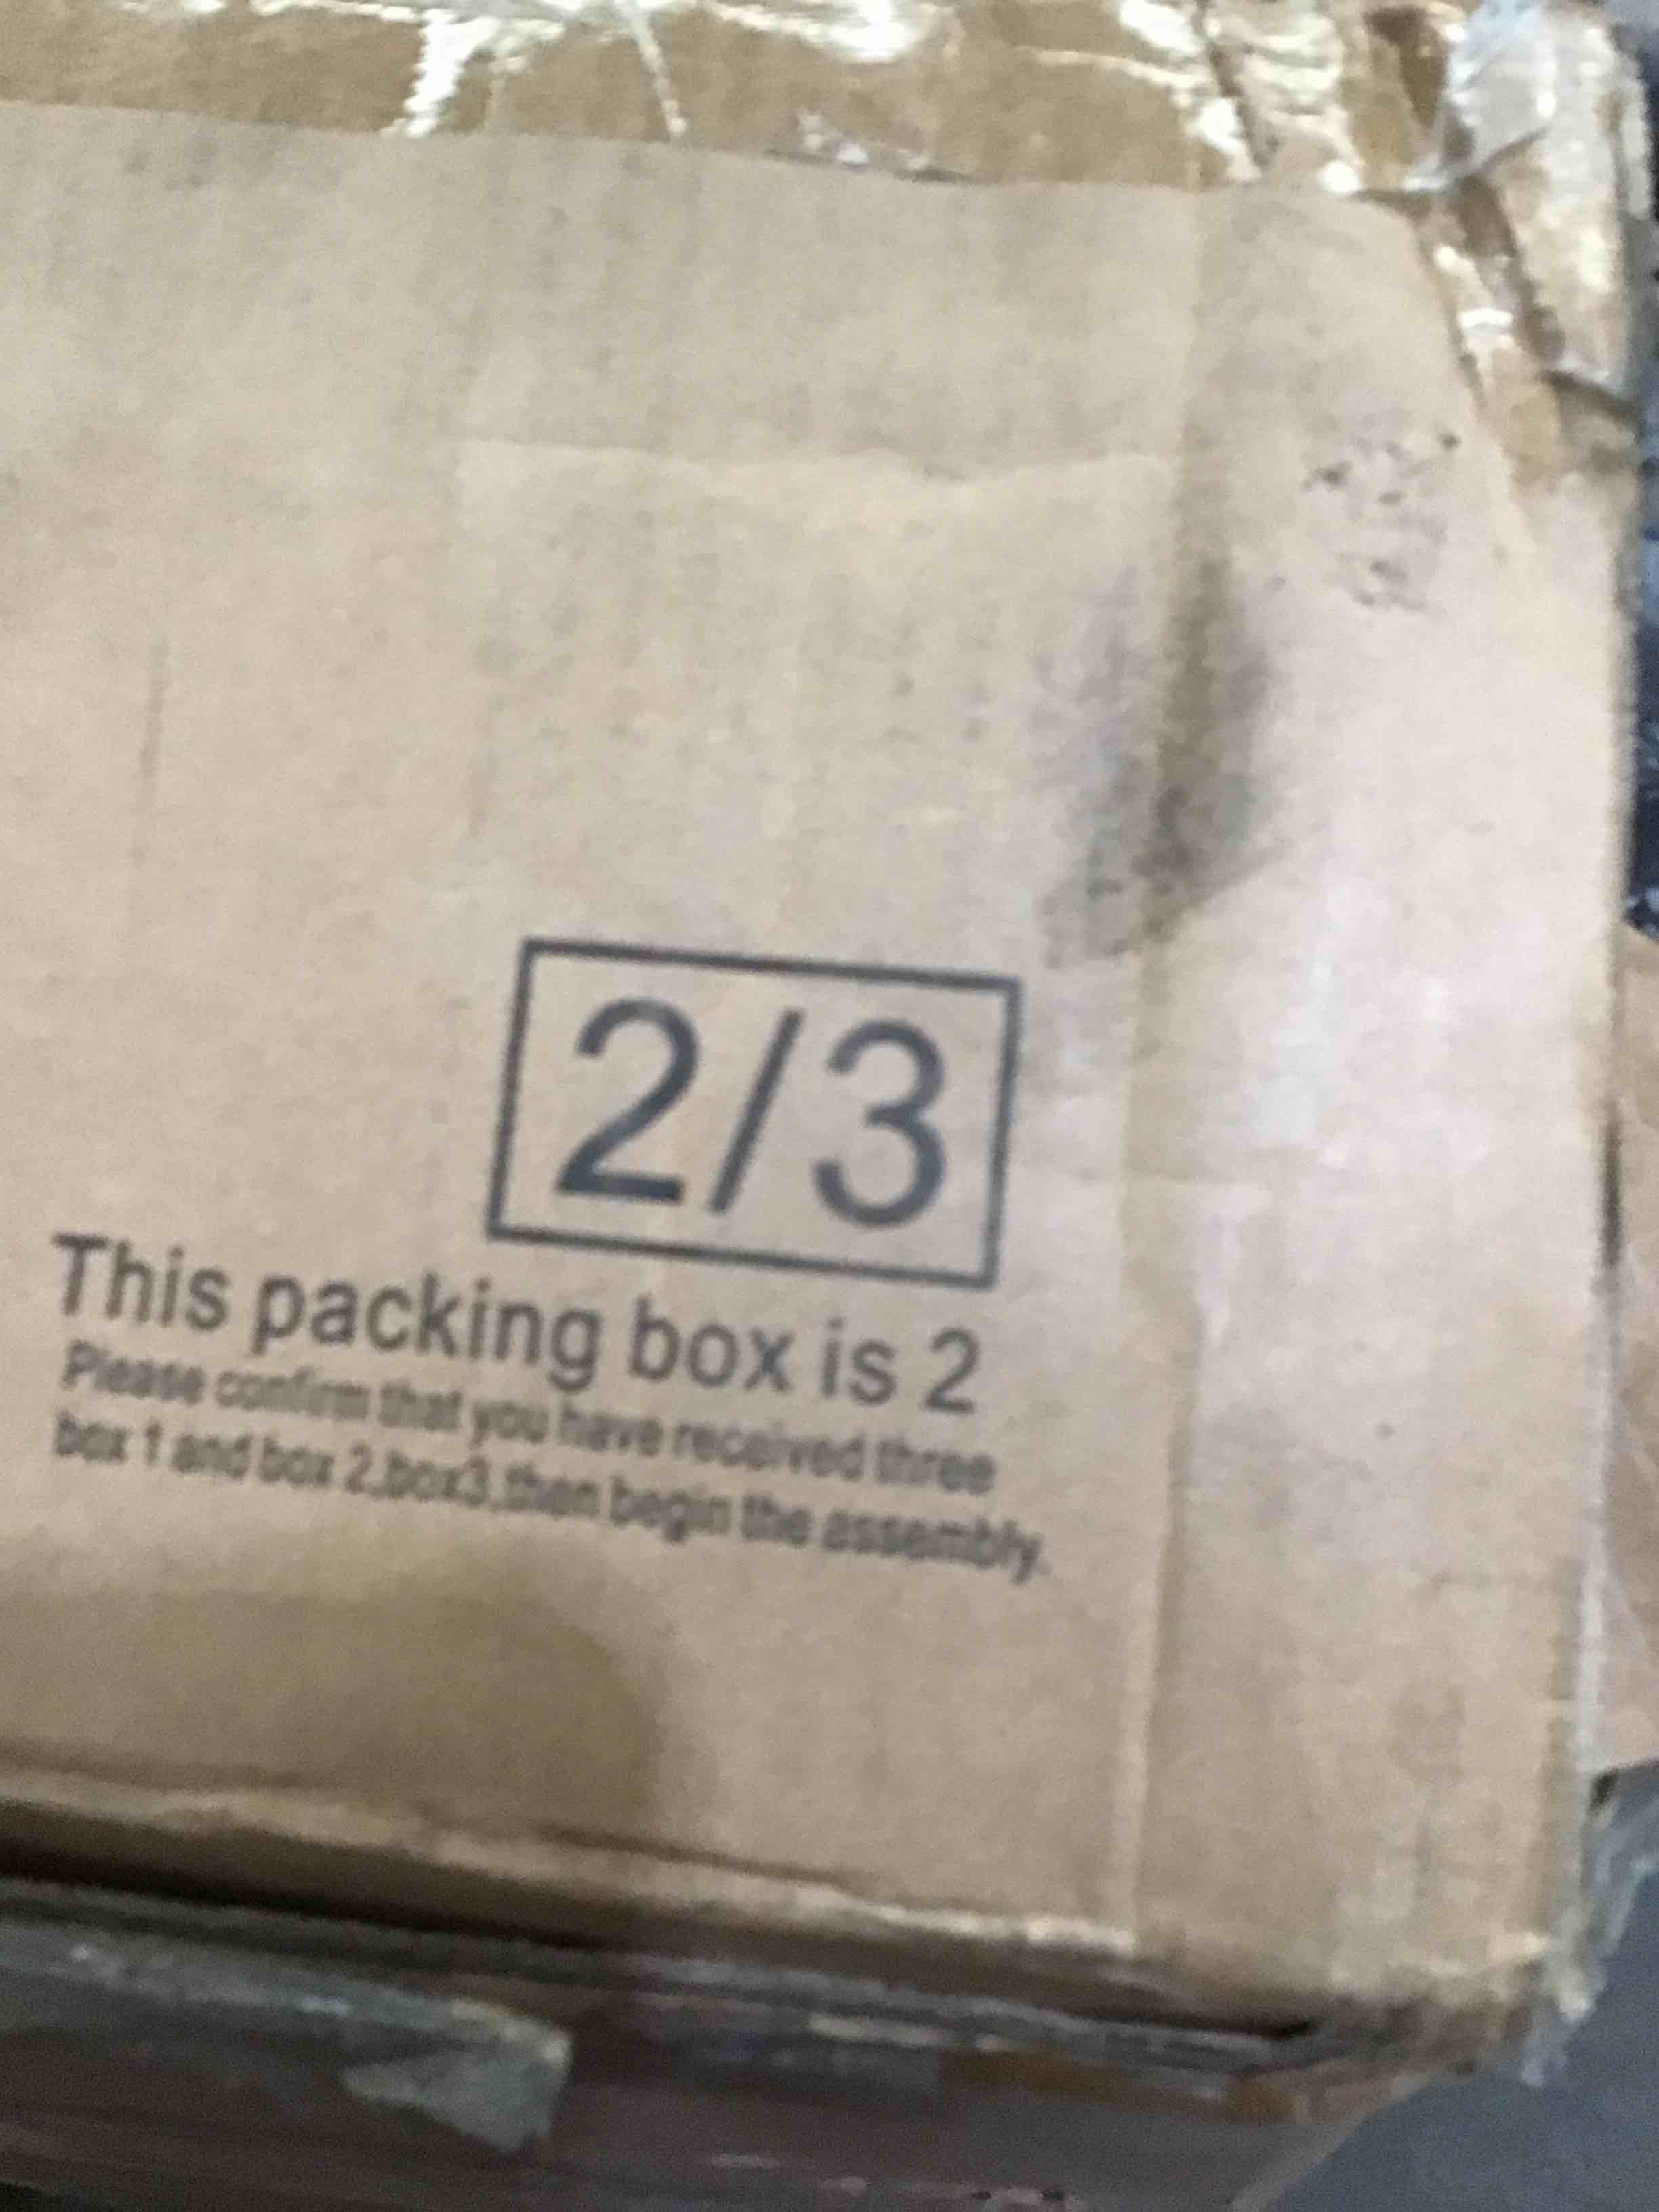 2/3
This packing box is 2
Please confirm that you have received three
box 1 and box 2,box3,then begin the assembly.